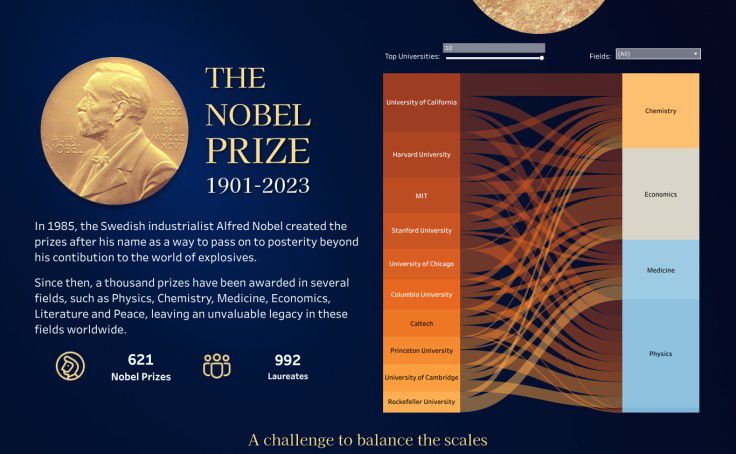 Top Universities:
10
Fields:
(All)
THE
NOBEL
PRIZE
1901-2023
In 1985, the Swedish industrialist Alfred Nobel created the
prizes after his name as a way to pass on to posterity beyond
his contibution to the world of explosives.
Since then, a thousand prizes have been awarded in several
fields, such as Physics, Chemistry, Medicine, Economics,
Literature and Peace, leaving an unvaluable legacy in these
fields worldwide.
621
Nobel Prizes
992
Laureates
University of California
Harvard University
MIT
Stanford University
University of Chicago
Columbia University
Caltech
Princeton University
University of Cambridge
Rockefeller University
Chemistry
Economics
Medicine
Physics
A challenge to balance the scales